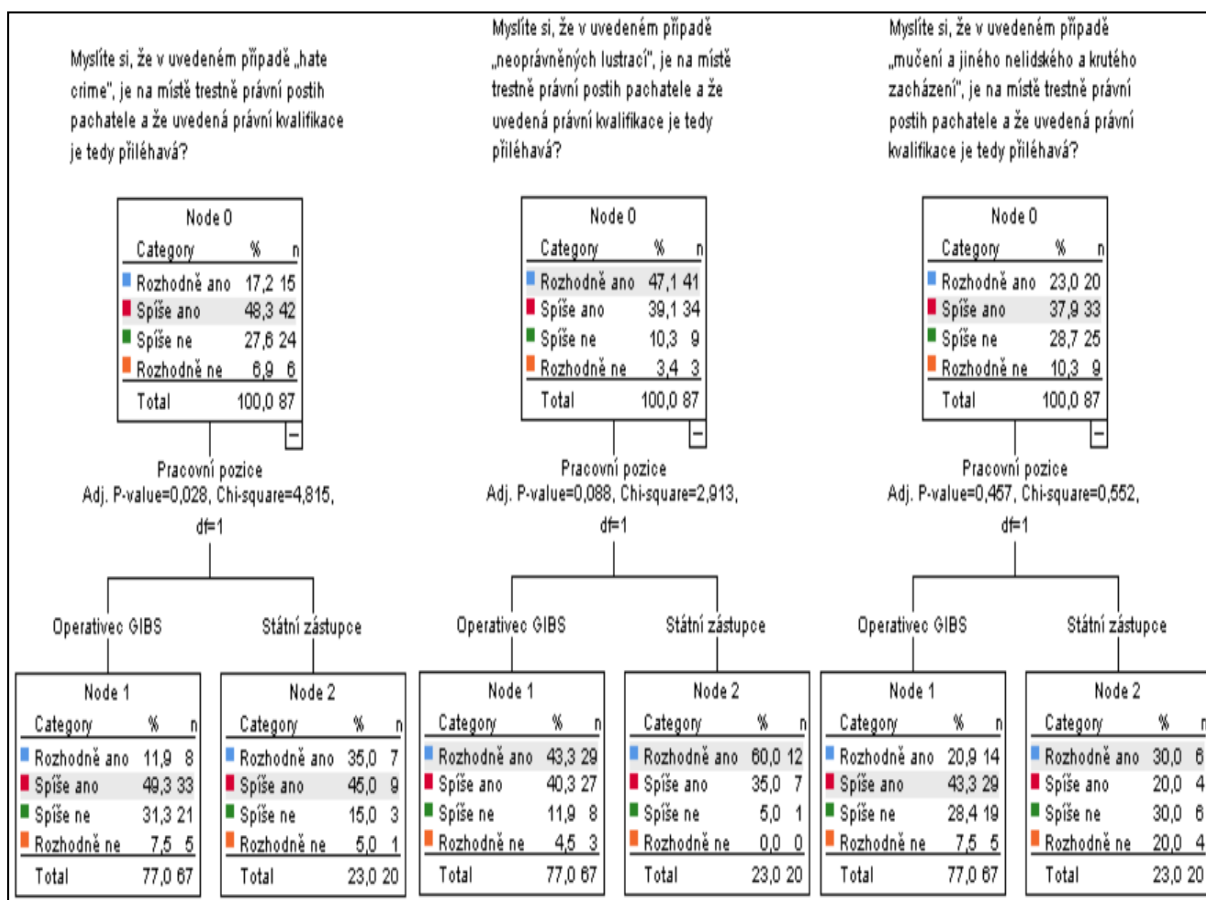 Myslíte si, že v uvedeném případě „hate
crime", je na místě trestně právní postih
pachatele a že uvedená právní kvalifikace
je tedy přiléhavá?
Node 0
Category % n
Rozhodně ano 17,2 15
Spíše ano 48,3 42
Spíše ne 27,6 24
Rozhodně ne 6,9 6
Total 100,0 87
Pracovní pozice
Adj. P-value=0,028, Chi-square=4,815,
df=1
Operativec GIBS
Node 1
Category % n
Rozhodně ano 11,9 8
Spíše ano 49,3 33
Spíše ne 31,3 21
Rozhodně ne 7,5 5
Total 77,0 67
Státní zástupce
Node 2
Category % n
Rozhodně ano 35,0 7
Spíše ano 45,0 9
Spíše ne 15,0 3
Rozhodně ne 5,0 1
Total 23,0 20
Myslíte si, že v uvedeném případě
„neoprávněných lustrací", je na místě
trestně právní postih pachatele a že
uvedená právní kvalifikace je tedy
přiléhavá?
Node 0
Category % n
Rozhodně ano 47,1 41
Spíše ano 39,1 34
Spíše ne 10,3 9
Rozhodně ne 3,4 3
Total 100,0 87
Pracovní pozice
Adj. P-value=0,088, Chi-square=2,913,
df=1
Operativec GIBS
Node 1
Category % n
Rozhodně ano 43,3 29
Spíše ano 40,3 27
Spíše ne 11,9 8
Rozhodně ne 4,5 3
Total 77,0 67
Státní zástupce
Node 2
Category % n
Rozhodně ano 60,0 12
Spíše ano 35,0 7
Spíše ne 5,0 1
Rozhodně ne 0,0 0
Total 23,0 20
Myslíte si, že v uvedeném případě
„mučení a jiného nelidského a krutého
zacházení", je na místě trestně právní
postih pachatele a že uvedená právní
kvalifikace je tedy přiléhavá?
Node 0
Category % n
Rozhodně ano 23,0 20
Spíše ano 37,9 33
Spíše ne 28,7 25
Rozhodně ne 10,3 9
Total 100,0 87
Pracovní pozice
Adj. P-value=0,457, Chi-square=0,552,
df=1
Operativec GIBS
Node 1
Category % n
Rozhodně ano 20,9 14
Spíše ano 43,3 29
Spíše ne 28,4 19
Rozhodně ne 7,5 5
Total 77,0 67
Státní zástupce
Node 2
Category % n
Rozhodně ano 30,0 6
Spíše ano 20,0 4
Spíše ne 30,0 6
Rozhodně ne 20,0 4
Total 23,0 20